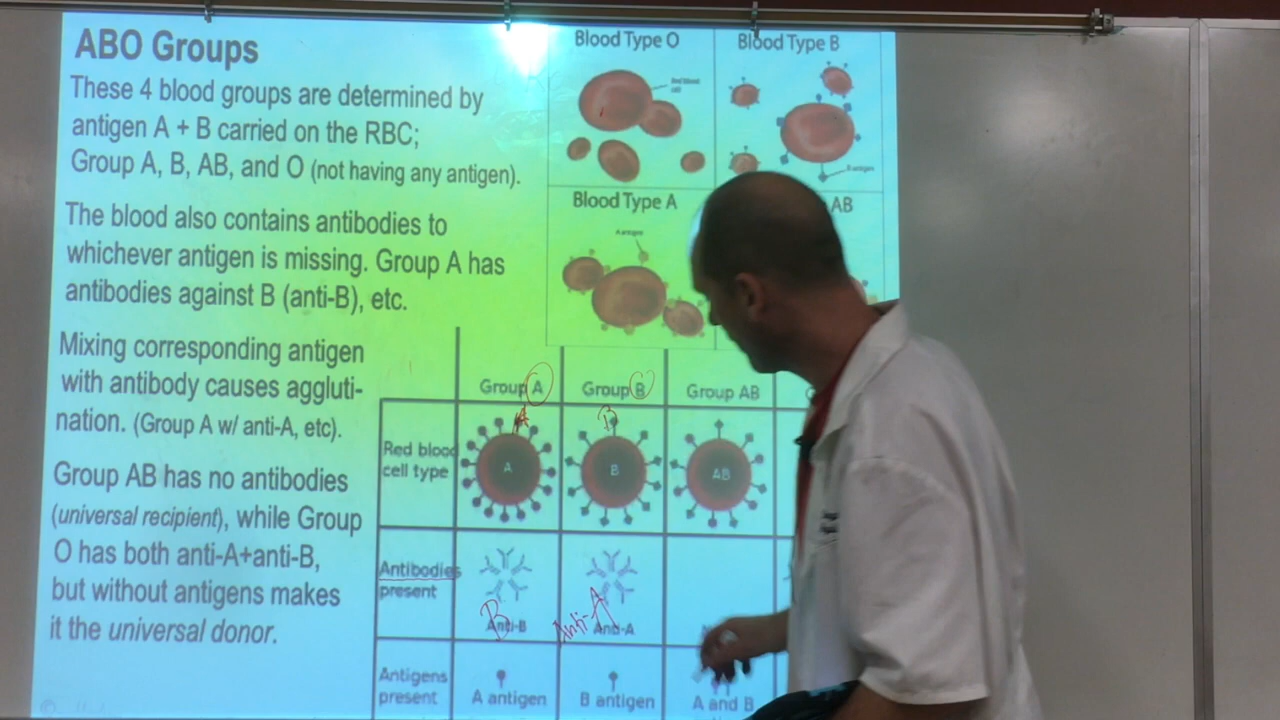 ABO Groups
These 4 blood groups are determined by
antigen A + B carried on the RBC;
Group A, B, AB, and O (not having any antigen).
The blood also contains antibodies to
whichever antigen is missing. Group A has
antibodies against B (anti-B), etc.
Mixing corresponding antigen
with antibody causes aggluti-
nation. (Group A w/ anti-A, etc).
Group AB has no antibodies
(universal recipient), while Group
O has both anti-A+anti-B,
but without antigens makes
it the universal donor.
Blood Type O
Blood Type B
B antigen
Blood Type A
AB
A antigen
Group A
Group B
Group AB
A
B
Red blood
cell type
A
B
AB
Antibodies
present
B
Anti-A
Anti-B
Anti-A
Antigens
present
A antigen
B antigen
A and B